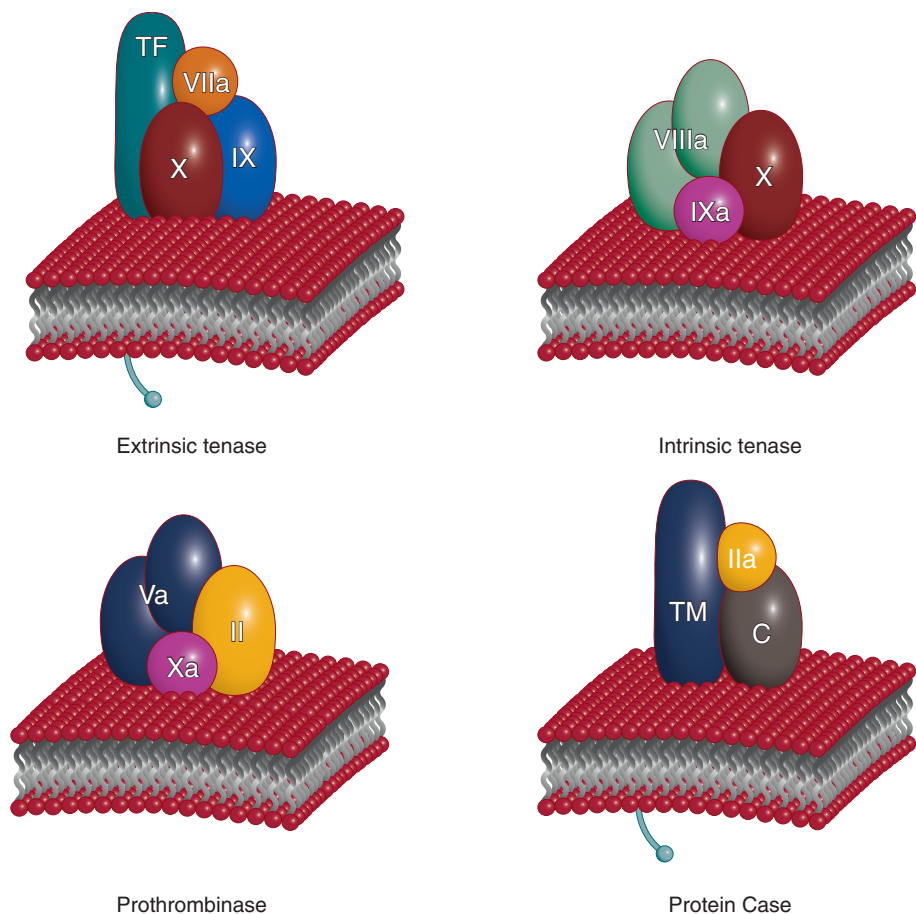 TF
VIIa
X
IX
Extrinsic tenase
VIIIa
X
IXa
Intrinsic tenase
Va
II
Xa
Prothrombinase
IIa
TM
C
Protein Case